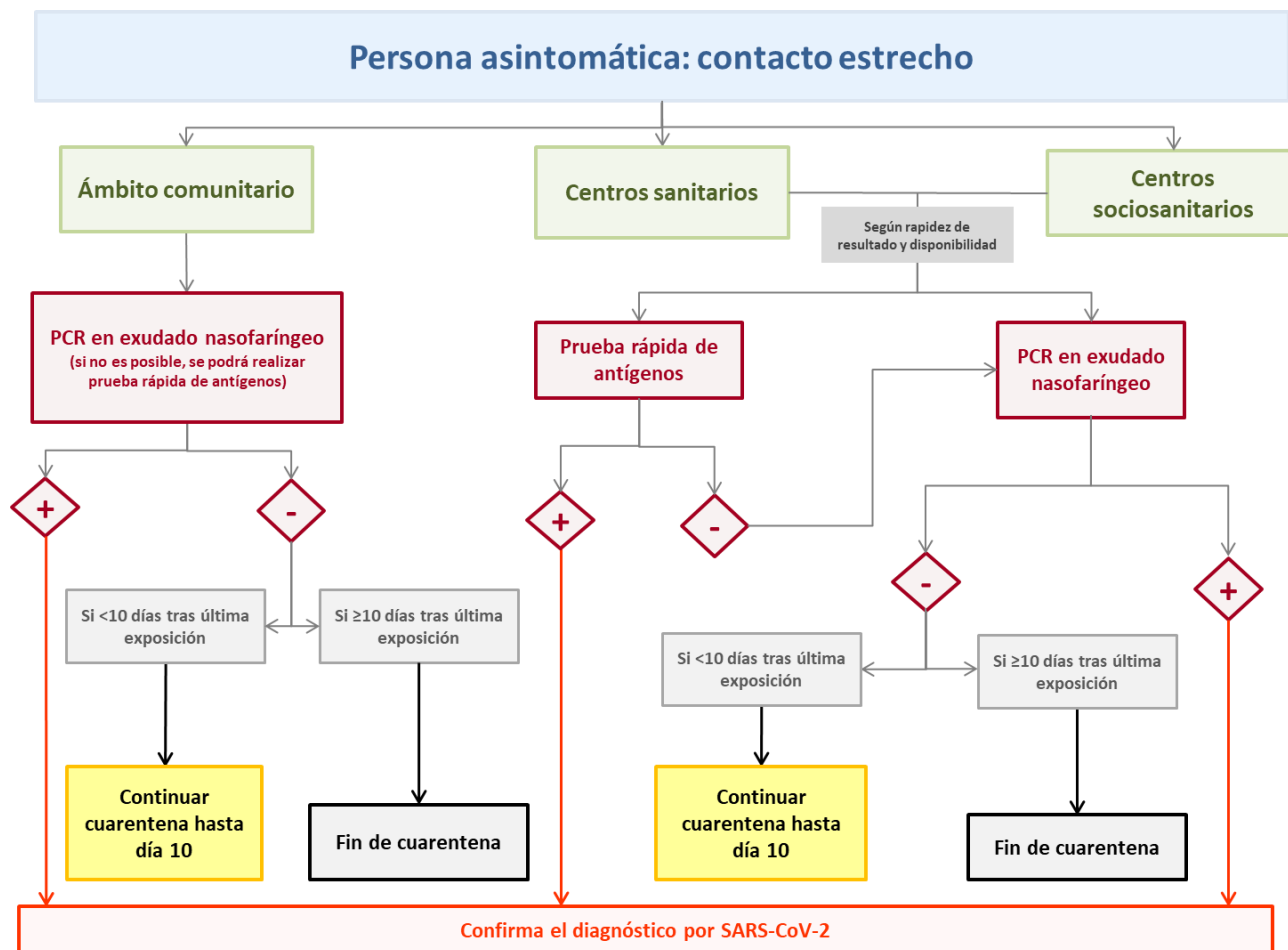 Persona asintomática: contacto estrecho
Ámbito comunitario
Centros sanitarios
Centros
sociosanitarios
Según rapidez de
resultado y disponibilidad
PCR en exudado nasofaríngeo
(si no es posible, se podrá realizar
prueba rápida de antígenos)
Prueba rápida de
antígenos
PCR en exudado
nasofaríngeo
+
-
+
-
-
+
Si <10 días tras última
exposición
Si ≥10 días tras última
exposición
Si <10 días tras última
exposición
Si ≥10 días tras última
exposición
Continuar
cuarentena hasta
día 10
Fin de cuarentena
Continuar
cuarentena hasta
día 10
Fin de cuarentena
Confirma el diagnóstico por SARS-CoV-2